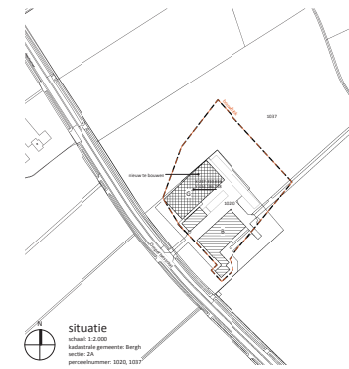 1037
nieuw te bouwen
1020
N
situatie
schaal: 1:2.000
kadastrale gemeente: Bergh
sectie: 2A
perceelnummer: 1020, 1037